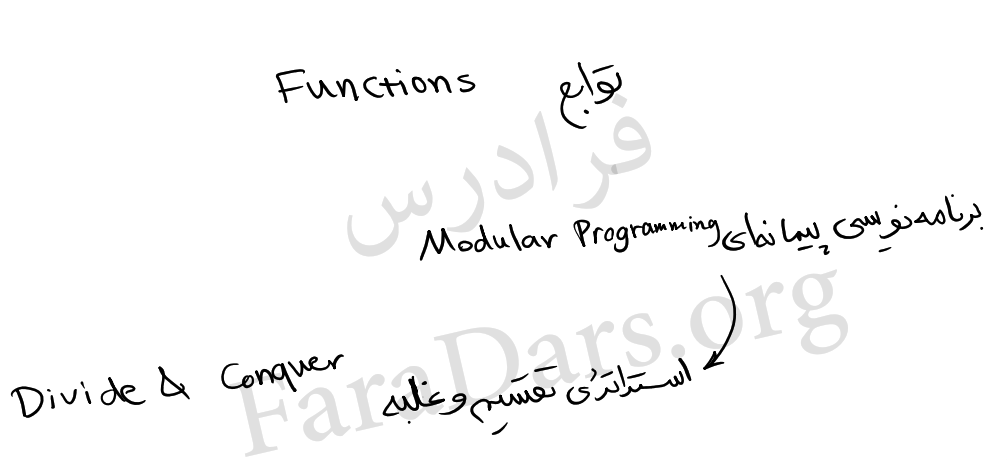 توابع Functions
فرادرس
برنامه نویسی پیمانه‌ای Modular Programming
FaraDars.org
استراتژی تقسیم و غلبه Divide & Conquer